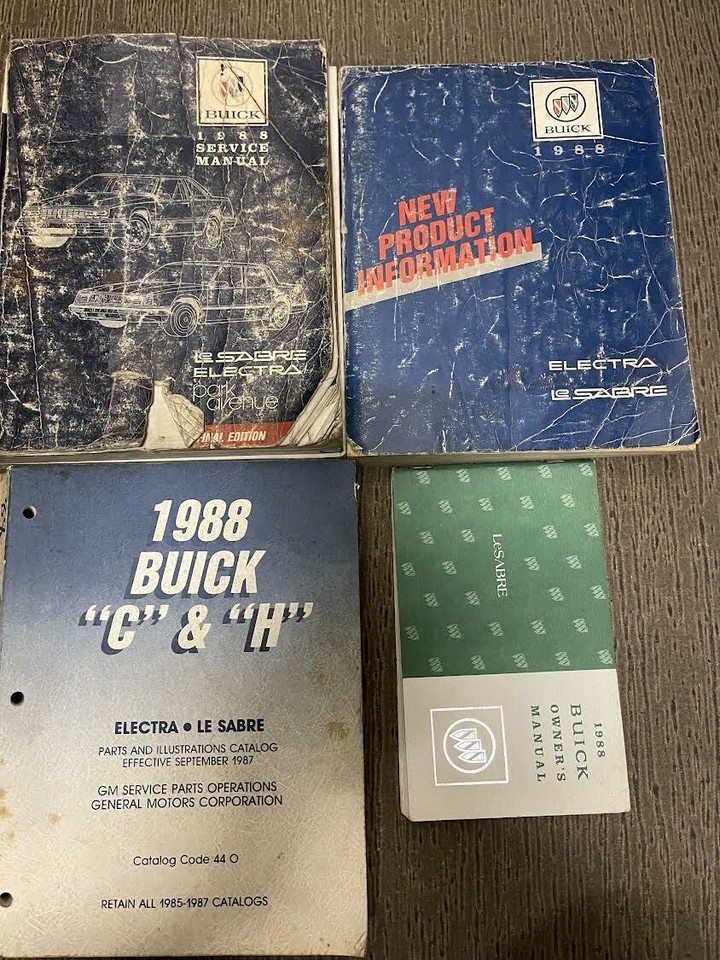 BUICK
1988
SERVICE
MANUAL
LeSABRE
ELECTRA
park
avenue
FINAL EDITION
BUICK
1988
NEW
PRODUCT
INFORMATION
ELECTRA
LeSABRE
1988
BUICK
"C" & "H"
ELECTRA • LE SABRE
PARTS AND ILLUSTRATIONS CATALOG
EFFECTIVE SEPTEMBER 1987
GM SERVICE PARTS OPERATIONS
GENERAL MOTORS CORPORATION
Catalog Code 44 O
RETAIN ALL 1985-1987 CATALOGS
LeSABRE
1988
BUICK
OWNER'S
MANUAL